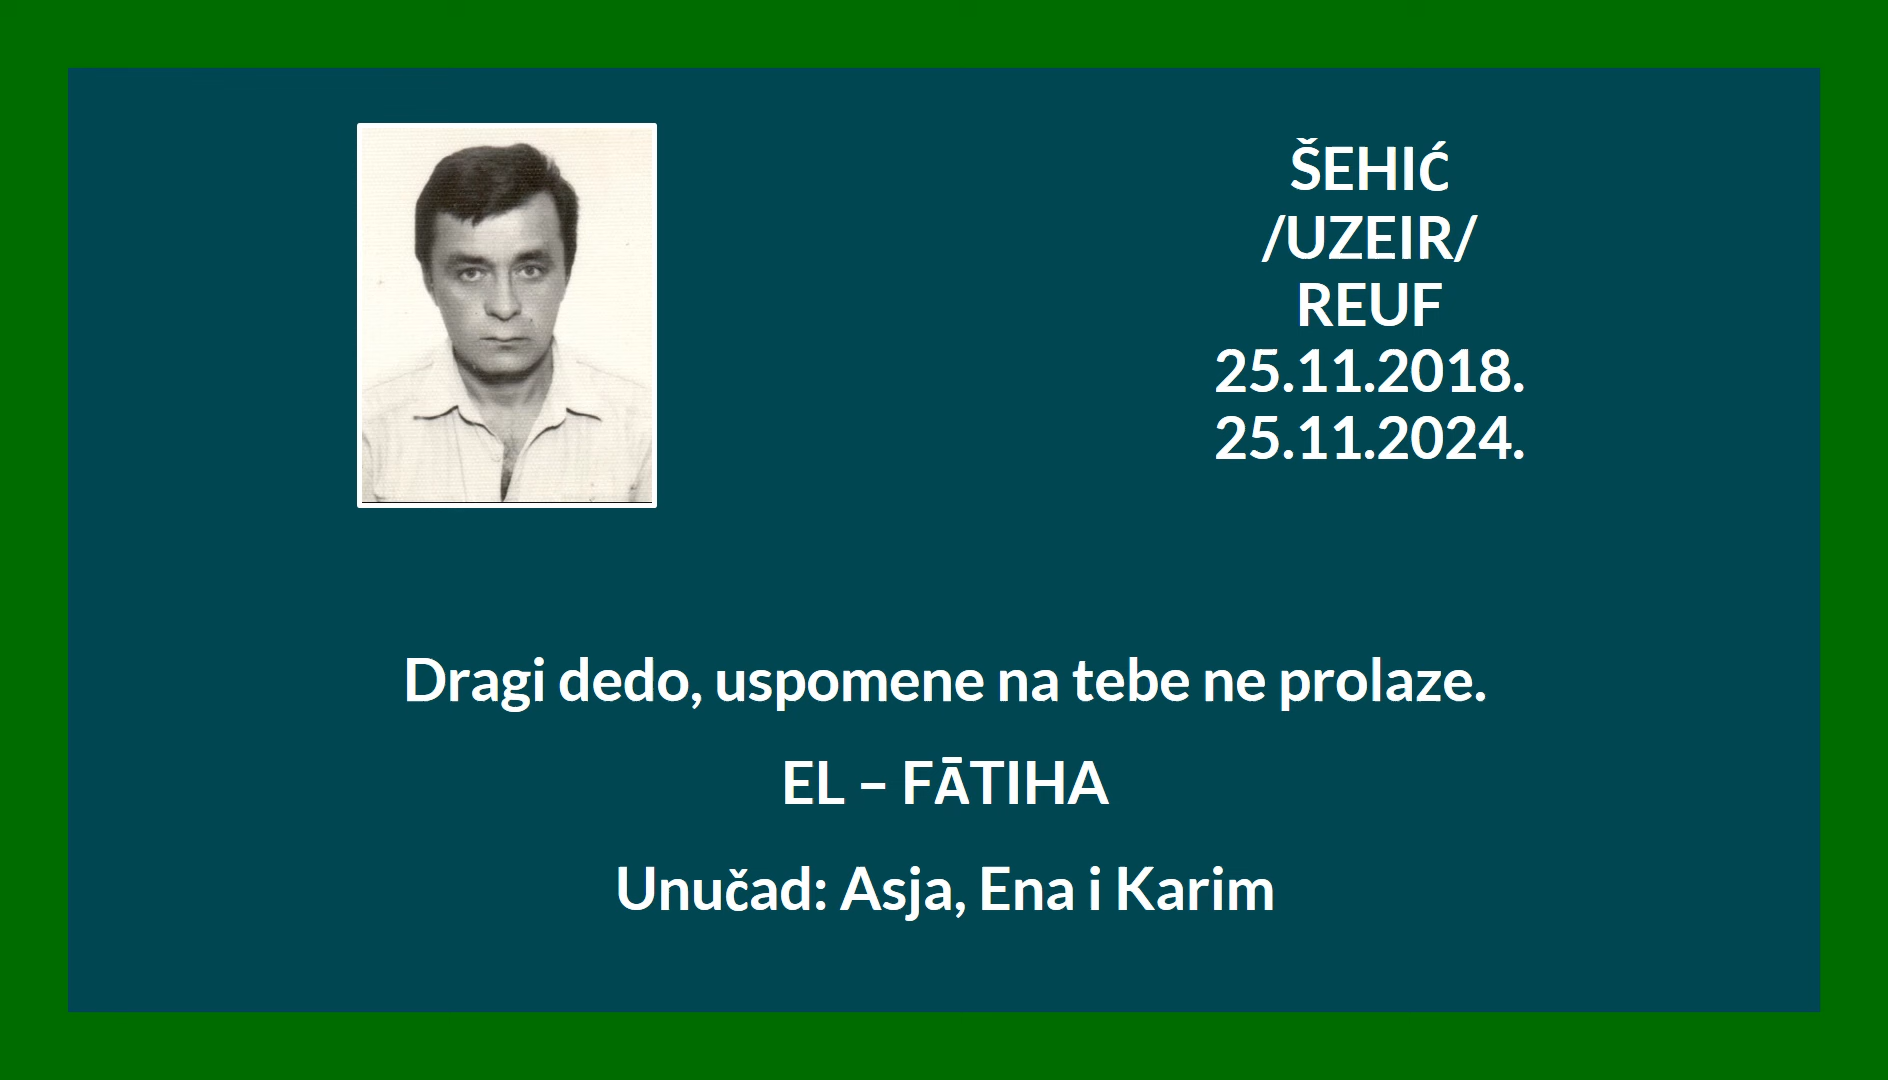 ŠEHIĆ
/UZEIR/
REUF
25.11.2018.
25.11.2024.
Dragi dedo, uspomene na tebe ne prolaze.
EL – FĀTIHA
Unučad: Asja, Ena i Karim